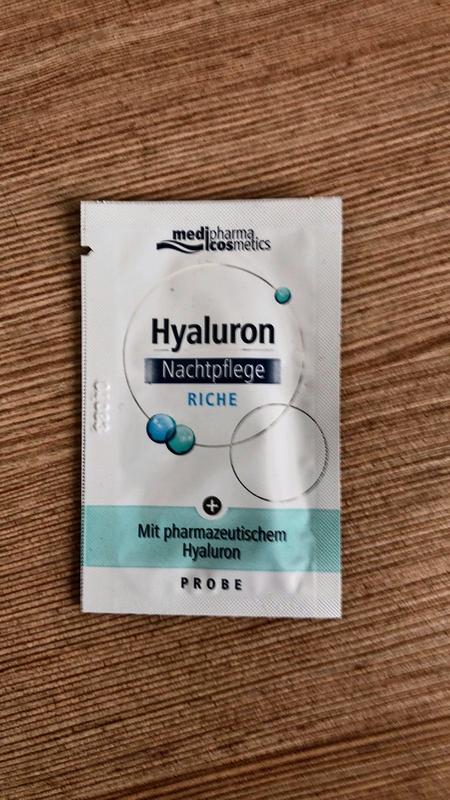 medipharma
cosmetics
Hyaluron
Nachtpflege
RICHE
Mit pharmazeutischem
Hyaluron
PROBE